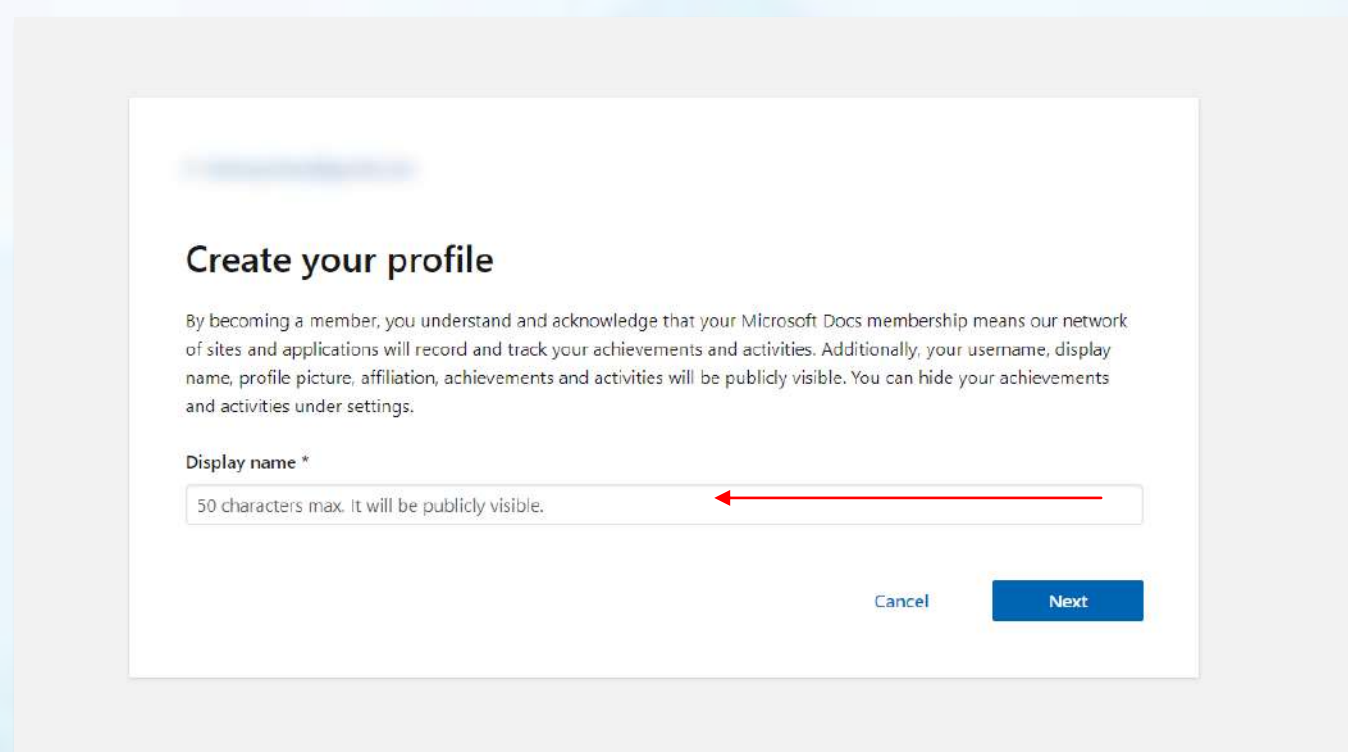 Create your profile
By becoming a member, you understand and acknowledge that your Microsoft Docs membership means our network
of sites and applications will record and track your achievements and activities. Additionally, your username, display
name, profile picture, affiliation, achievements and activities will be publicly visible. You can hide your achievements
and activities under settings.
Display name *
50 characters max. It will be publicly visible.
Cancel
Next